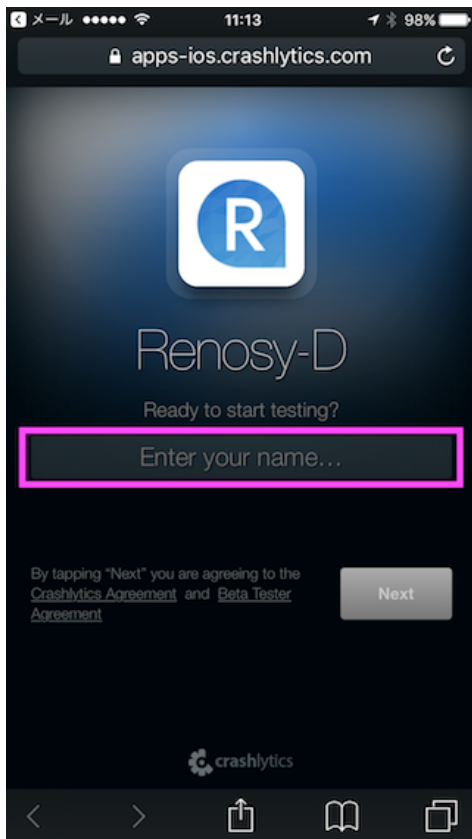 メール 11:13 98%
apps-ios.crashlytics.com
R
Renosy-D
Ready to start testing?
Enter your name...
By tapping "Next" you are agreeing to the
Crashlytics Agreement and Beta Tester
Agreement
Next
crashlytics